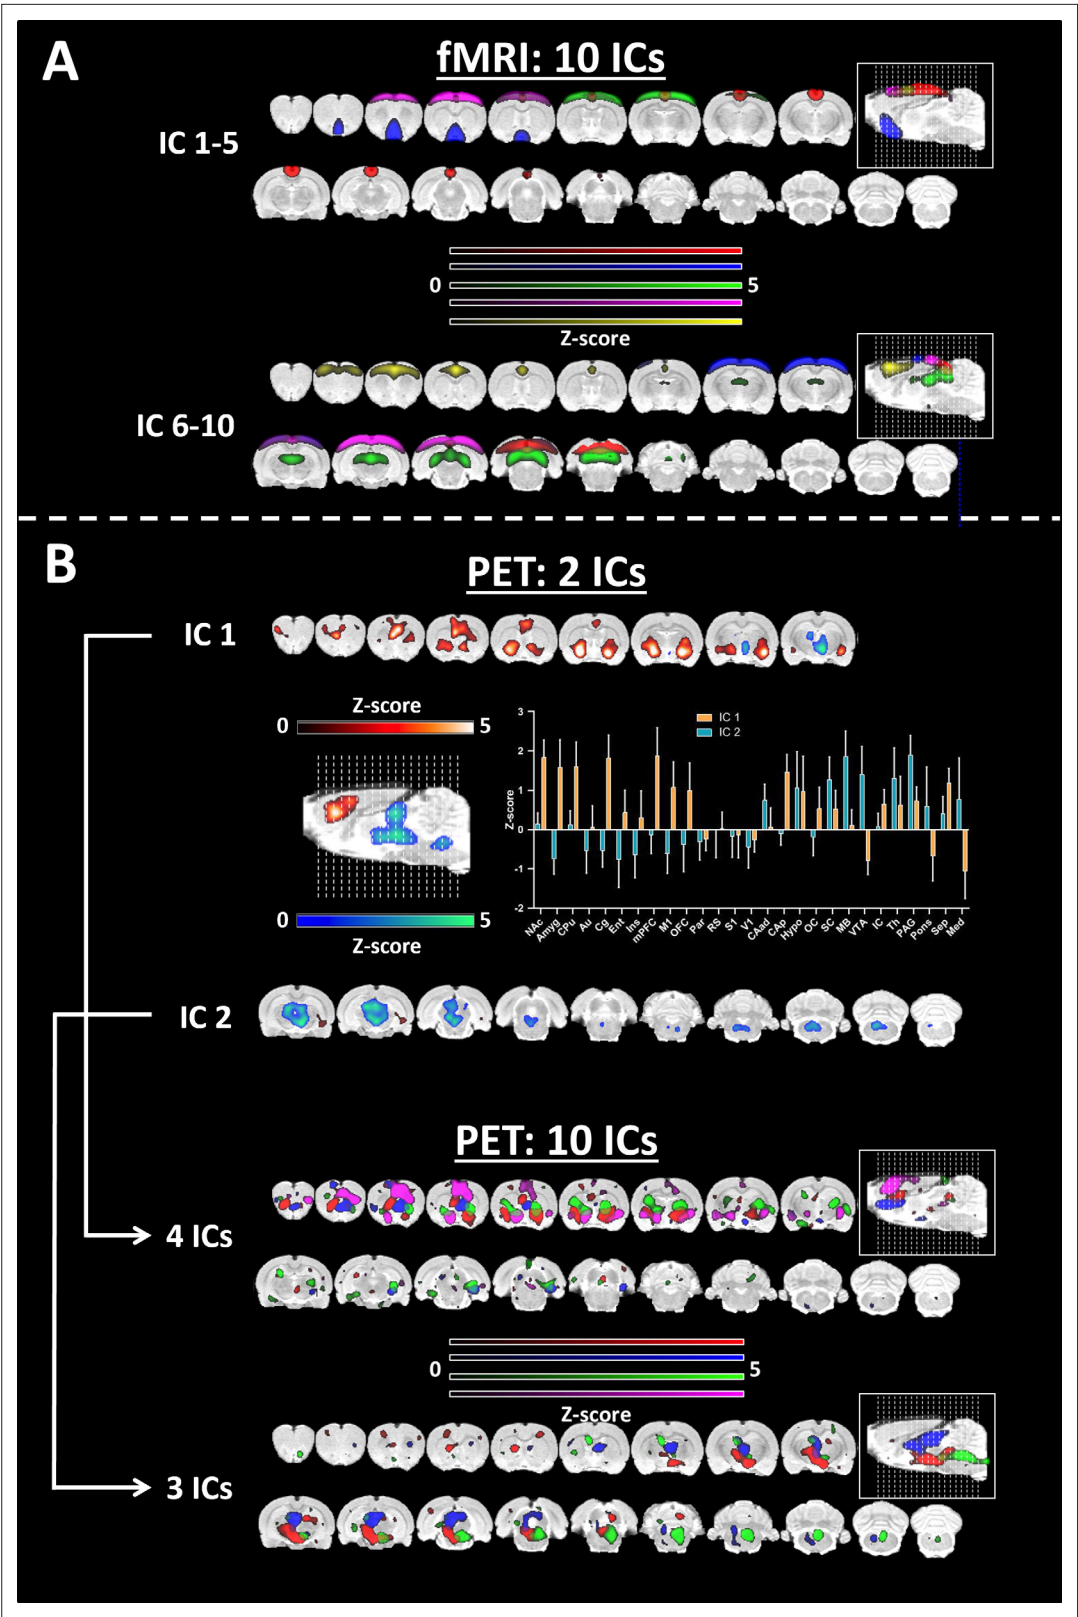 A
fMRI: 10 ICs
IC 1-5
0
5
Z-score
IC 6-10
B
PET: 2 ICs
IC 1
Z-score
0
5
0
5
Z-score
3
2
1
0
-1
-2
Z-score
IC 1
IC 2
NAc
Amyg
CPu
Au
Cg
Ent
Ins
mPFC
M1
OFC
Par
RS
S1
V1
CAad
CAp
Hypo
OC
SC
MB
VTA
IC
Th
PAG
Pons
Sep
Med
IC 2
PET: 10 ICs
4 ICs
0
5
Z-score
3 ICs